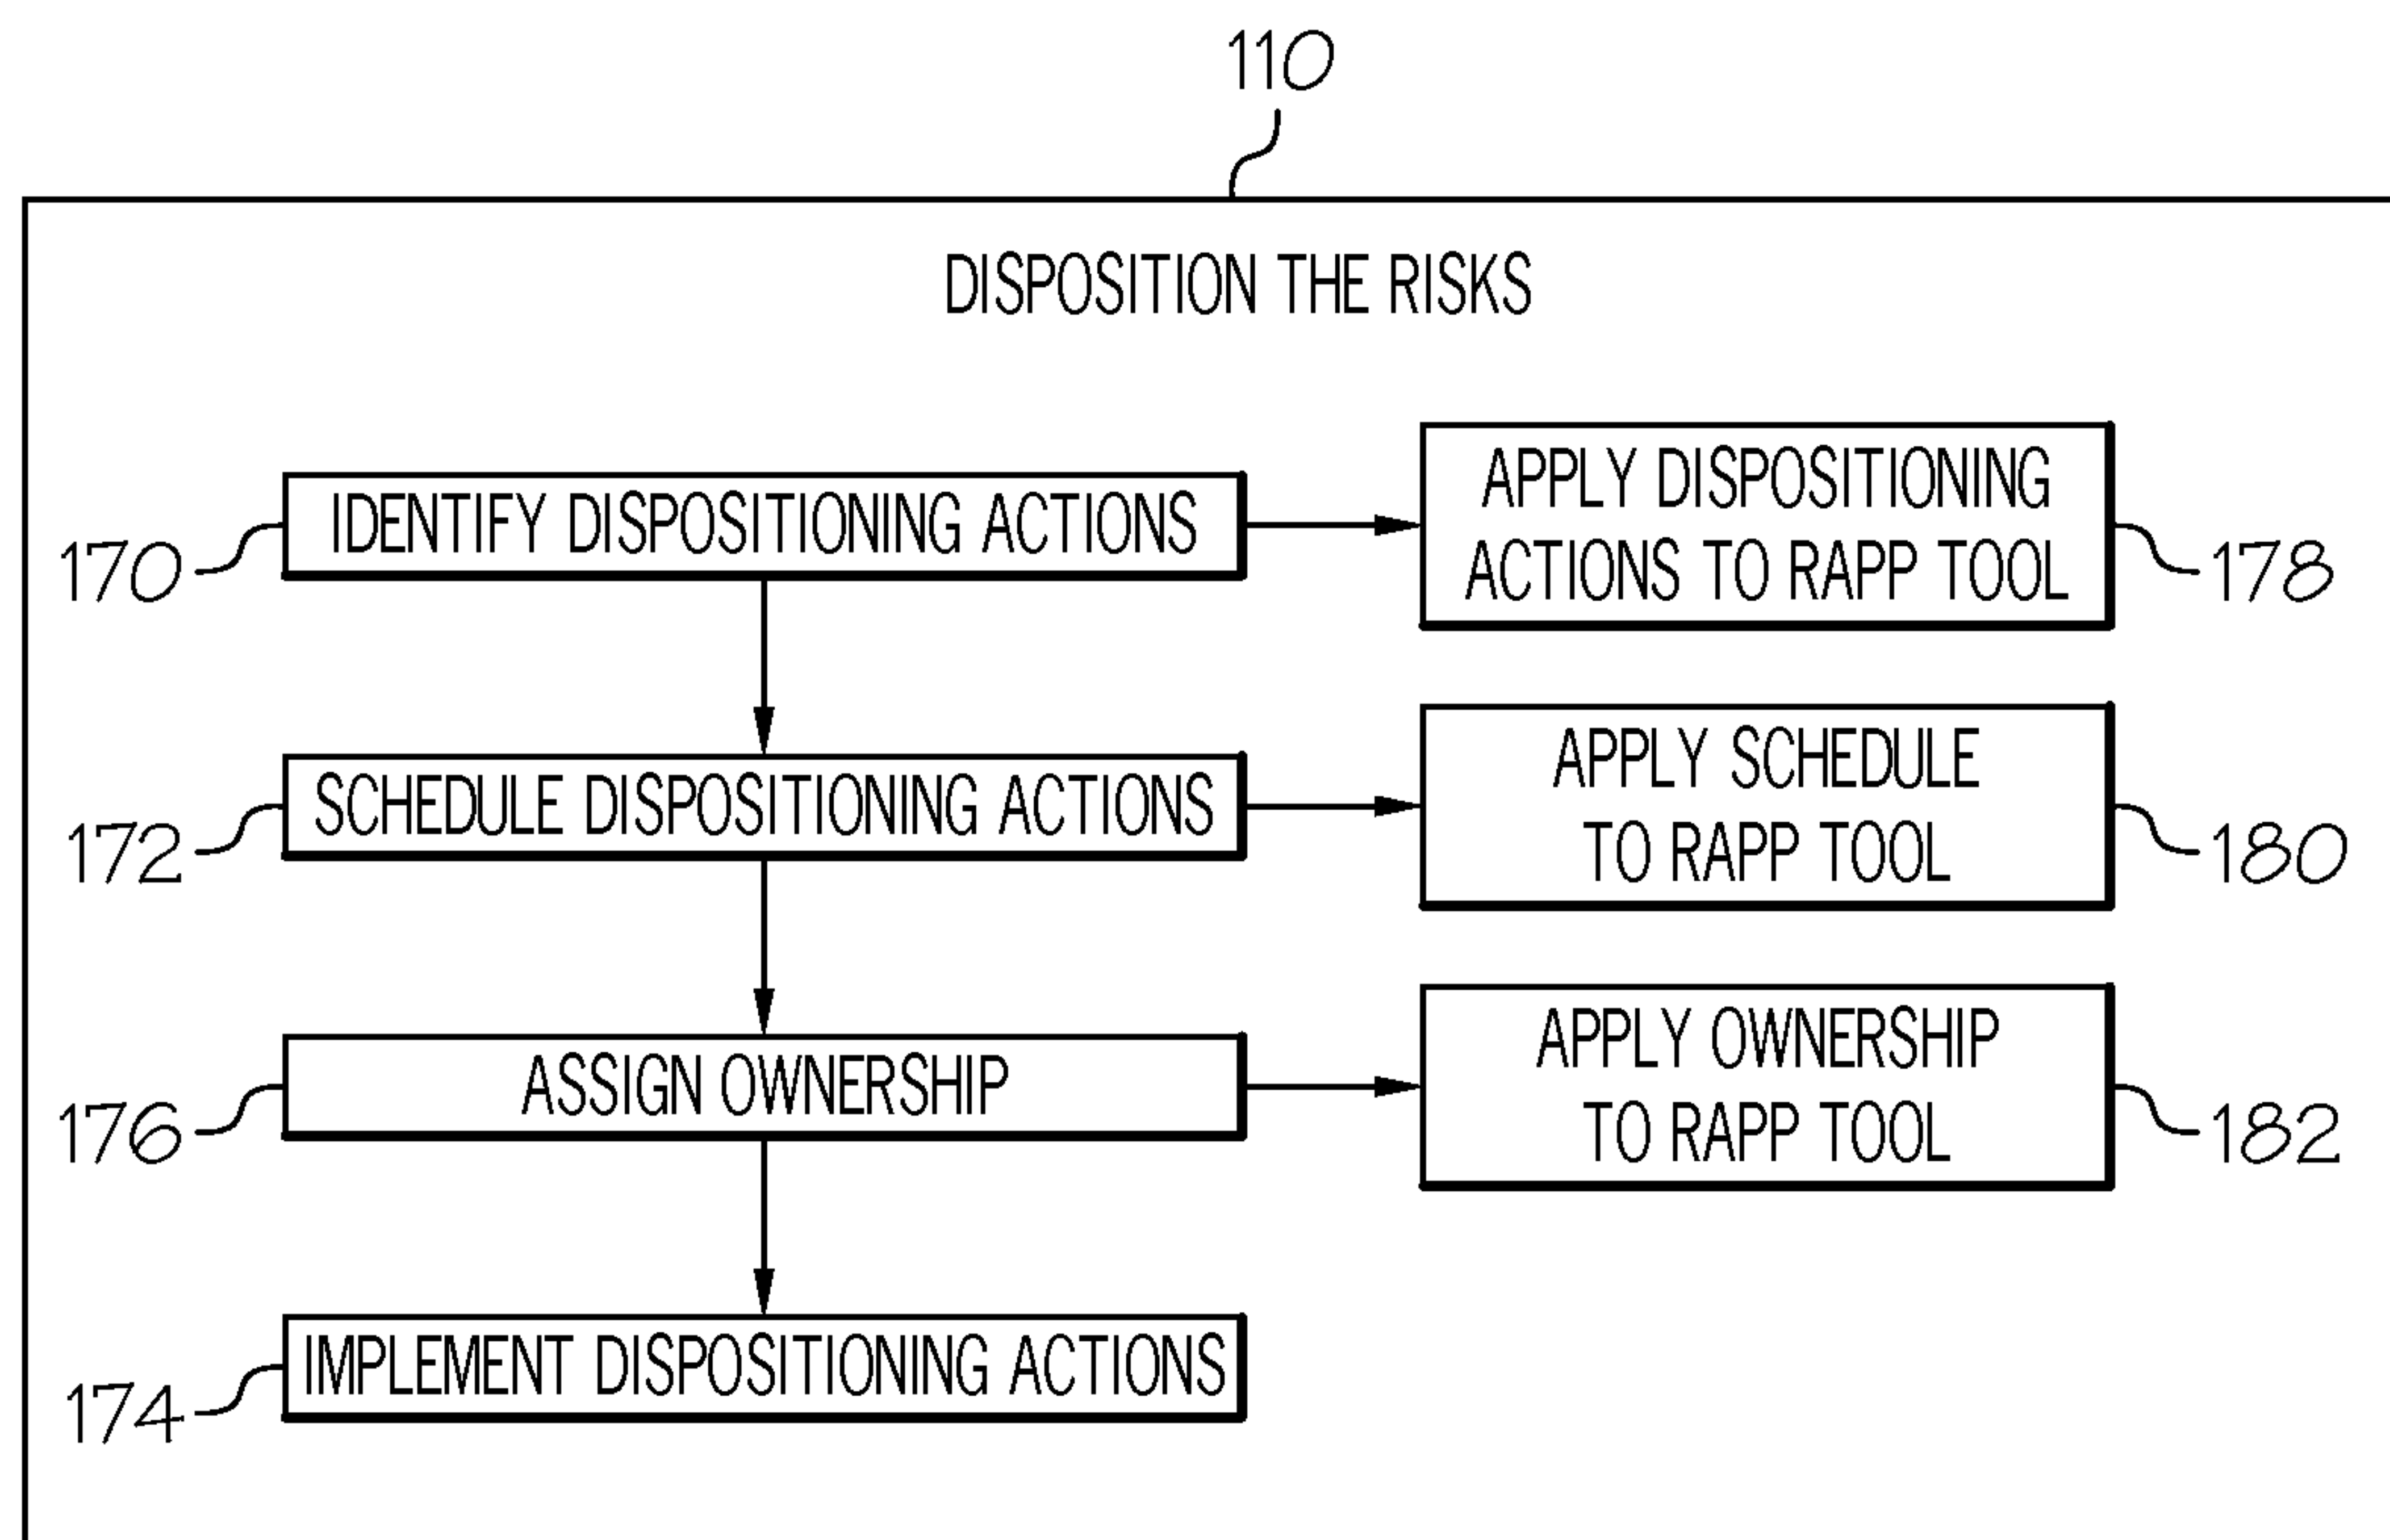 110
DISPOSITION THE RISKS
IDENTIFY DISPOSITIONING ACTIONS
170
APPLY DISPOSITIONING
ACTIONS TO RAPP TOOL
178
SCHEDULE DISPOSITIONING ACTIONS
172
APPLY SCHEDULE
TO RAPP TOOL
180
ASSIGN OWNERSHIP
176
APPLY OWNERSHIP
TO RAPP TOOL
182
IMPLEMENT DISPOSITIONING ACTIONS
174